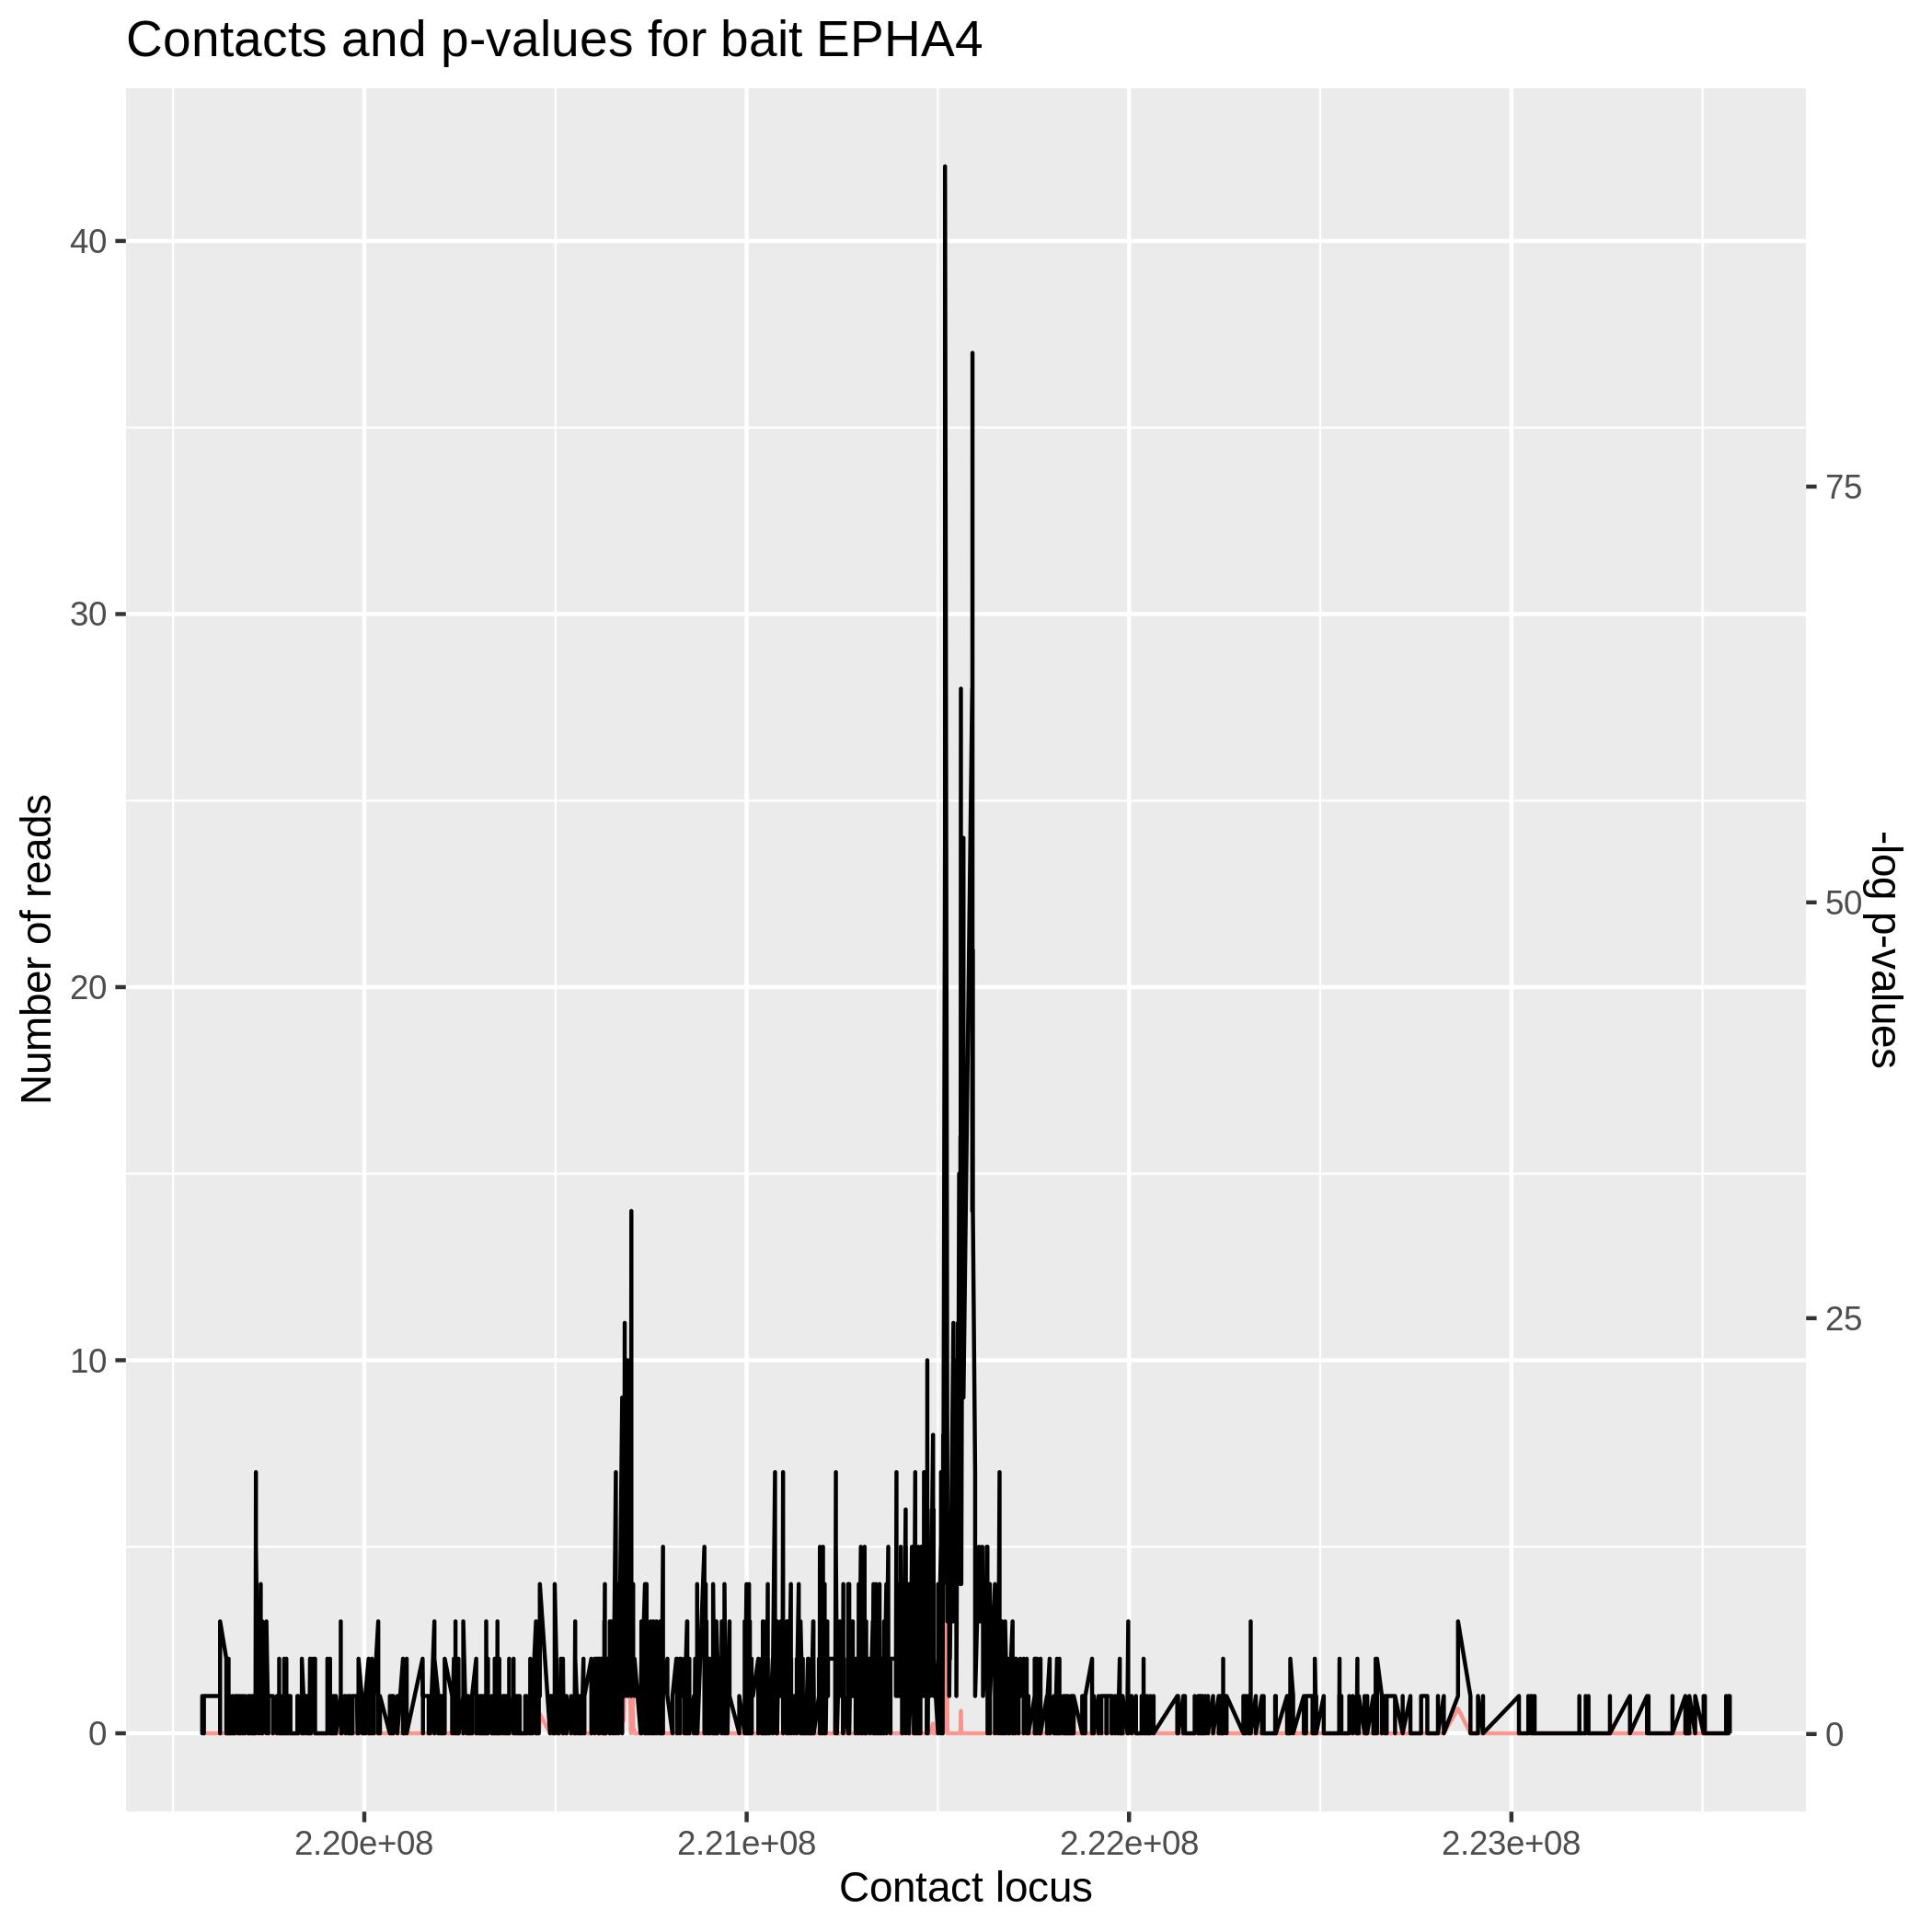 Contacts and p-values for bait EPHA4
Number of reads
40
30
20
10
0
75
50
25
0
-log p-values
2.20e+08
2.21e+08
2.22e+08
2.23e+08
Contact locus